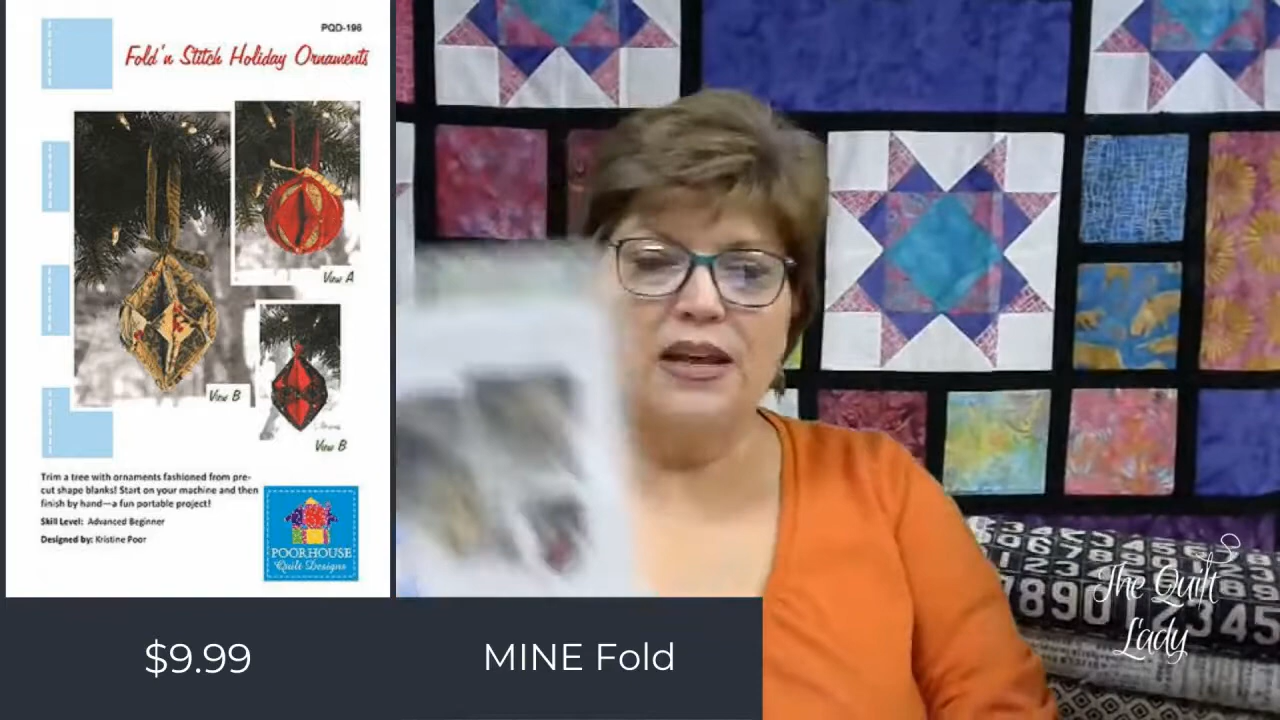 PQD-196
Fold'n Stitch Holiday Ornaments
View A
View B
View B
Trim a tree with ornaments fashioned from pre-
cut shape blanks! Start on your machine and then
finish by hand—a fun portable project!
Skill Level: Advanced Beginner
Designed by: Kristine Poor
POORHOUSE
Quilt Designs
$9.99
MINE Fold
The Quilt
Lady